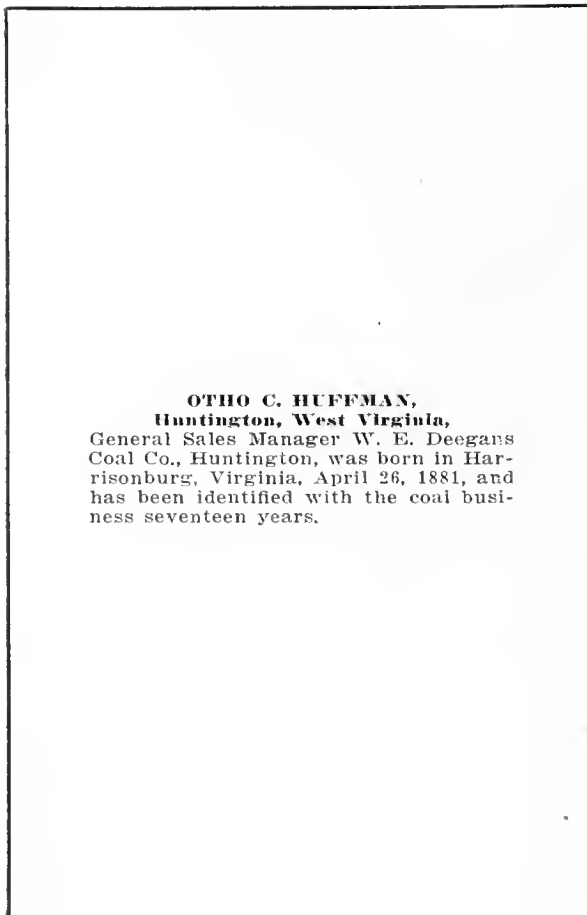 OTHO C. HUFFMAN,
Huntington, West Virginia,
General Sales Manager W. E. Deegans
Coal Co., Huntington, was born in Har-
risonburg, Virginia, April 26, 1881, and
has been identified with the coal busi-
ness seventeen years.